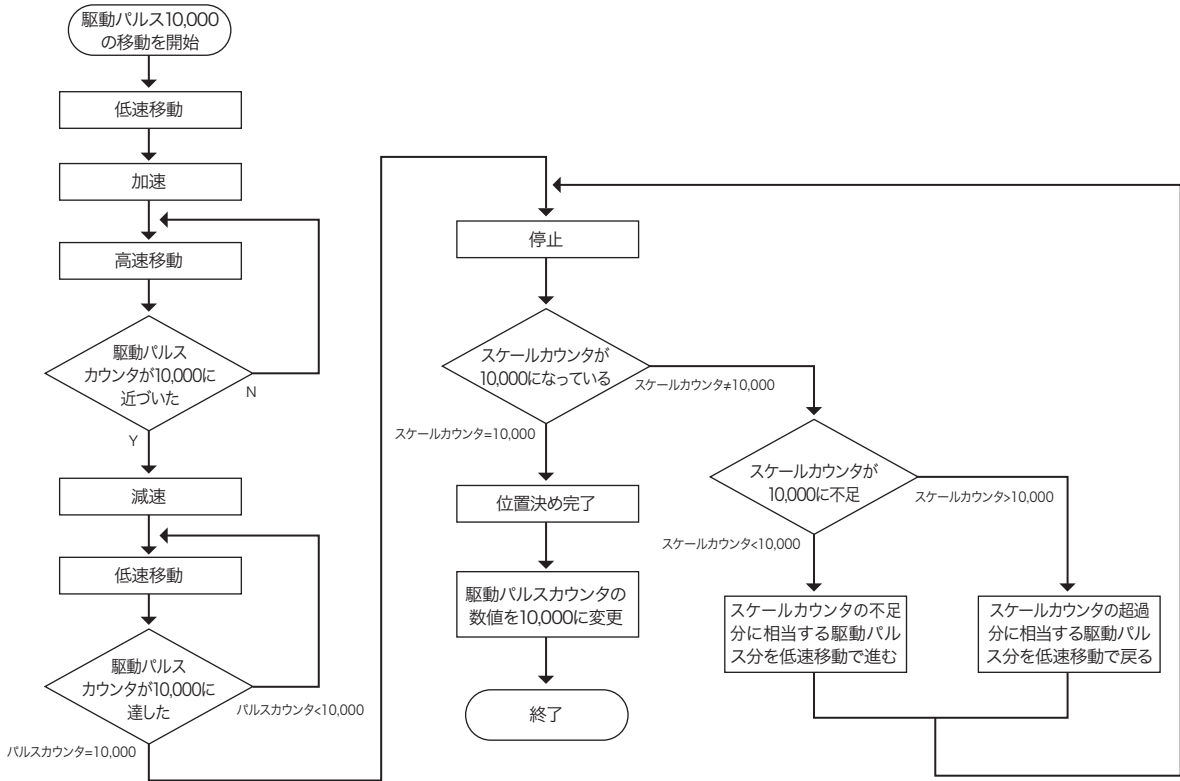 駆動パルス10,000
の移動を開始
低速移動
加速
高速移動
駆動パルス
カウンタが10,000に
近づいた
N
Y
減速
低速移動
駆動パルス
カウンタが10,000に
達した
パルスカウンタ<10,000
パルスカウンタ=10,000
停止
スケールカウンタが
10,000になっている
スケールカウンタ≠10,000
スケールカウンタ=10,000
位置決め完了
駆動パルスカウンタの
数値を10,000に変更
終了
スケールカウンタが
10,000に不足
スケールカウンタ>10,000
スケールカウンタ<10,000
スケールカウンタの不足
分に相当する駆動パル
ス分を低速移動で進む
スケールカウンタの超過
分に相当する駆動パル
ス分を低速移動で戻る